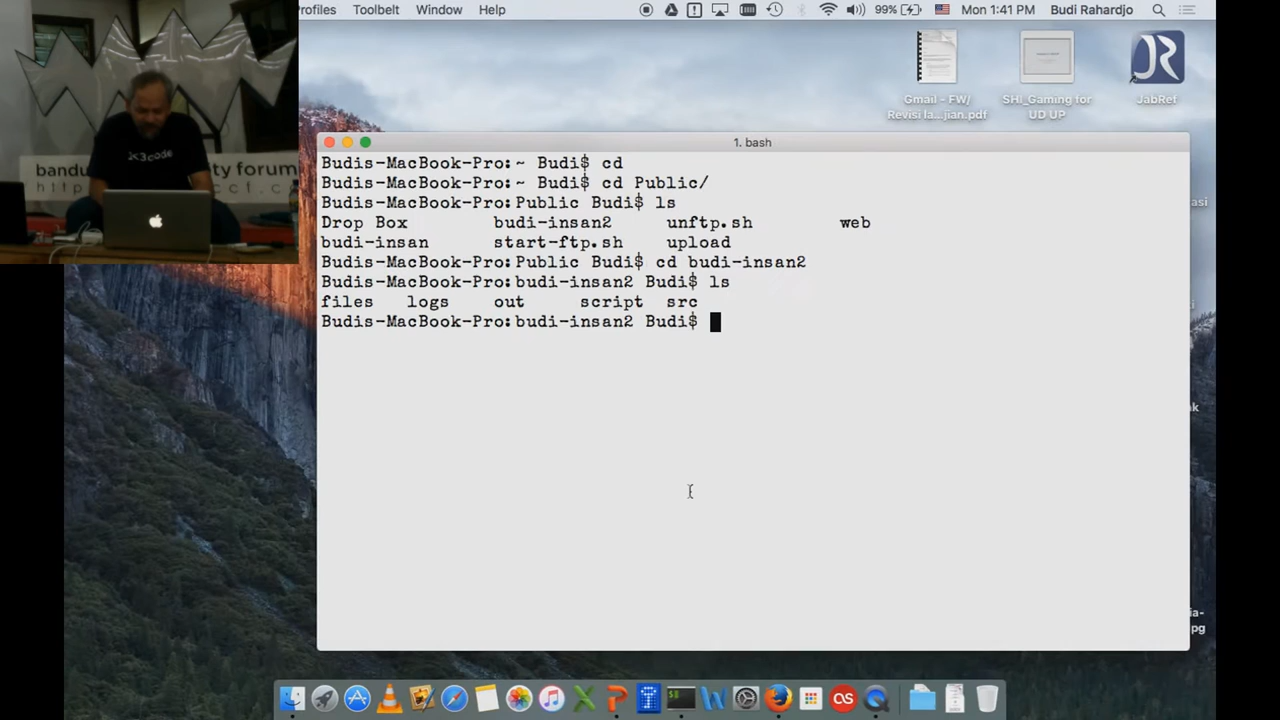 rofiles Toolbelt Window Help 99% Mon 1:41 PM Budi Rahardjo
Gmail - FW/
Revisi la...jian.pdf
SHi_Gaming for
UD UP
JabRef
1. bash
Budis-MacBook-Pro:~ Budi$ cd
Budis-MacBook-Pro:~ Budi$ cd Public/
Budis-MacBook-Pro:Public Budi$ ls
Drop Box budi-insan2 unftp.sh web
budi-insan start-ftp.sh upload
Budis-MacBook-Pro:Public Budi$ cd budi-insan2
Budis-MacBook-Pro:budi-insan2 Budi$ ls
files logs out script src
Budis-MacBook-Pro:budi-insan2 Budi$